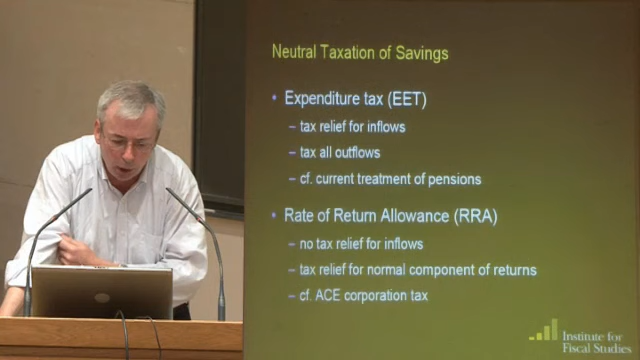 Neutral Taxation of Savings
• Expenditure tax (EET)
– tax relief for inflows
– tax all outflows
– cf. current treatment of pensions
• Rate of Return Allowance (RRA)
– no tax relief for inflows
– tax relief for normal component of returns
– cf. ACE corporation tax
Institute for
Fiscal Studies